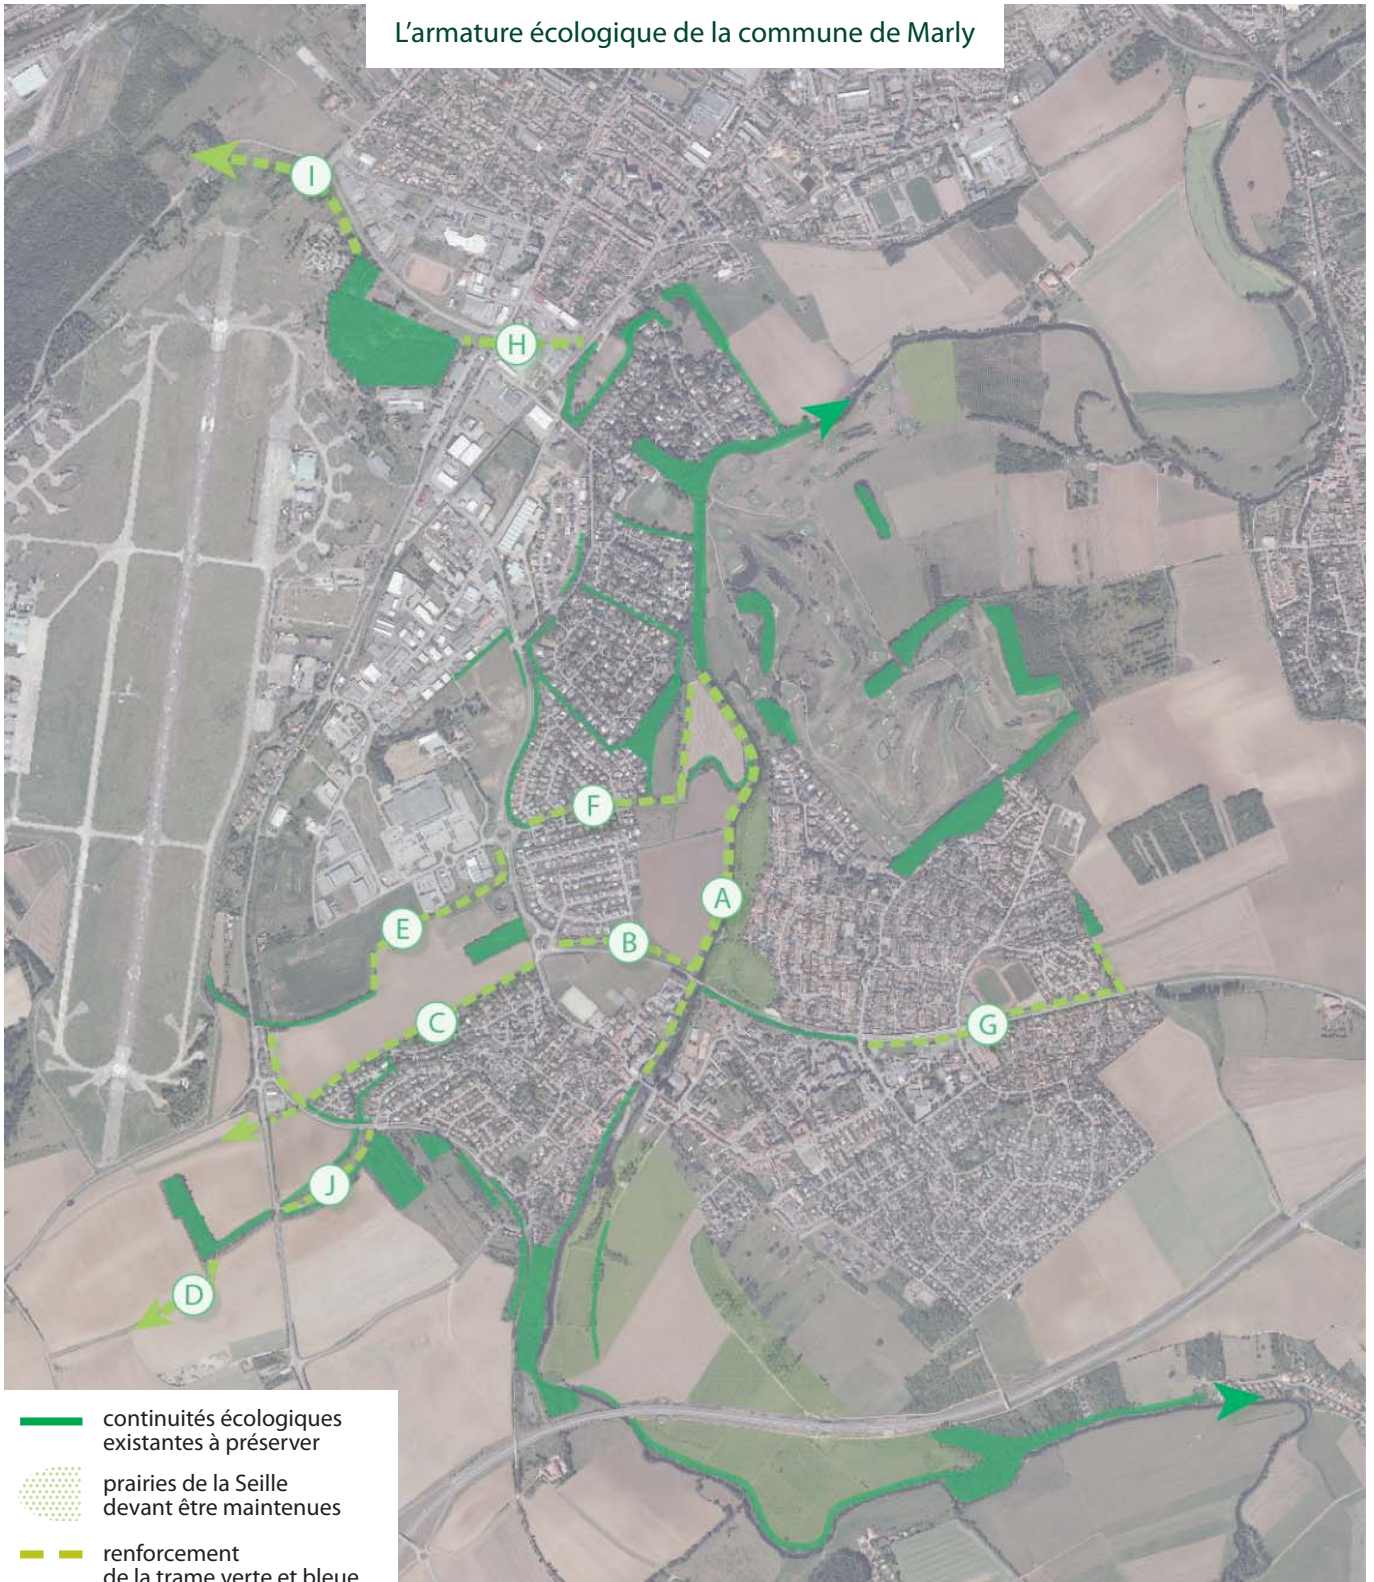 L'armature écologique de la commune de Marly
I
H
F
A
E
B
C
G
J
D
continuités écologiques
existantes à préserver
prairies de la Seille
devant être maintenues
renforcement
de la trame verte et bleue